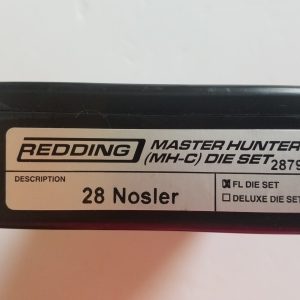 REDDING MASTER HUNTER
(MH-C) DIE SET
2879
DESCRIPTION
28 Nosler
FL DIE SET
DELUXE DIE SET